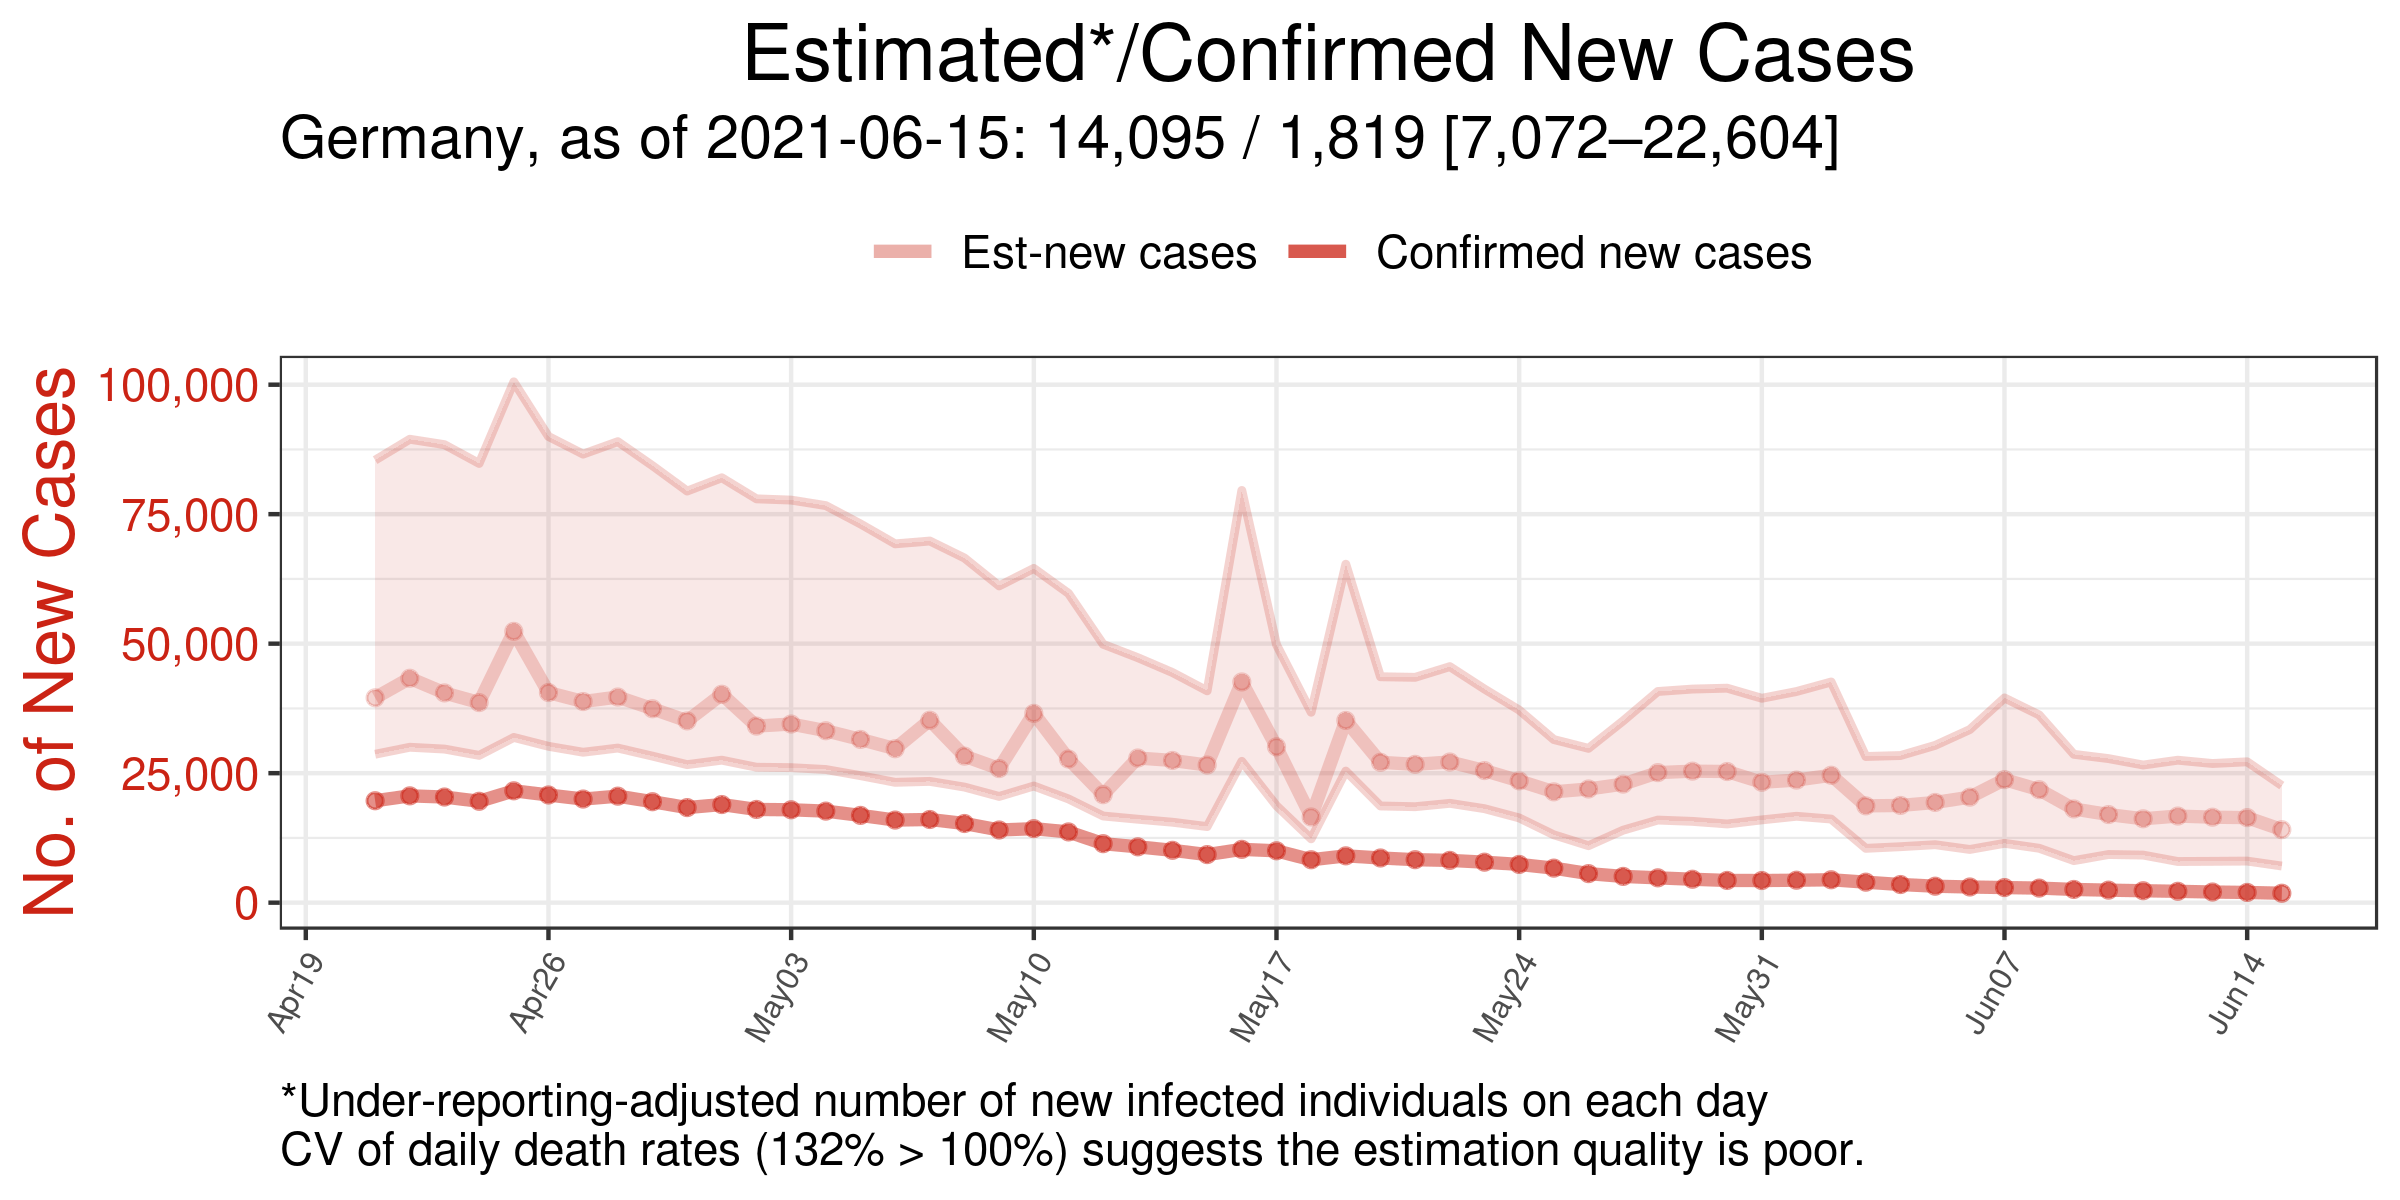 Estimated*/Confirmed New Cases
Germany, as of 2021-06-15: 14,095 / 1,819 [7,072–22,604]
Est-new cases
Confirmed new cases
No. of New Cases
100,000
75,000
50,000
25,000
0
Apr19
Apr26
May03
May10
May17
May24
May31
Jun07
Jun14
*Under-reporting-adjusted number of new infected individuals on each day
CV of daily death rates (132% > 100%) suggests the estimation quality is poor.